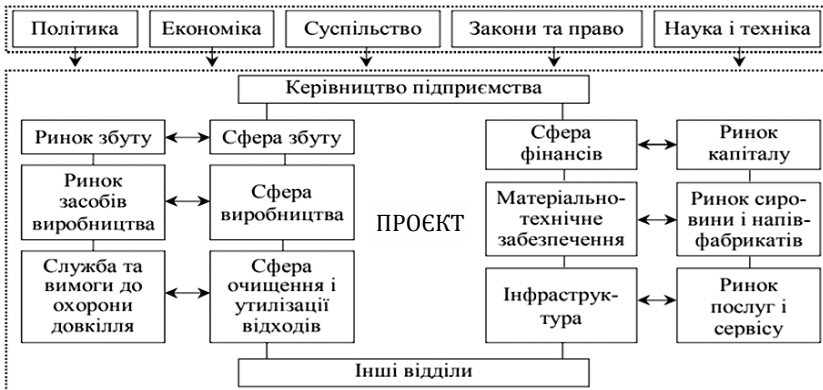 Політика
Економіка
Суспільство
Закони та право
Наука і техніка
Керівництво підприємства
Ринок збуту
Сфера збуту
Сфера
фінансів
Ринок
капіталу
Ринок
засобів
виробництва
Сфера
виробництва
ПРОЄКТ
Матеріально-
технічне
забезпечення
Ринок сиро-
вини і напів-
фабрикатів
Служба та
вимоги до
охорони
довкілля
Сфера
очищення і
утилізації
відходів
Інфраструк-
тура
Ринок
послуг і
сервісу
Інші відділи